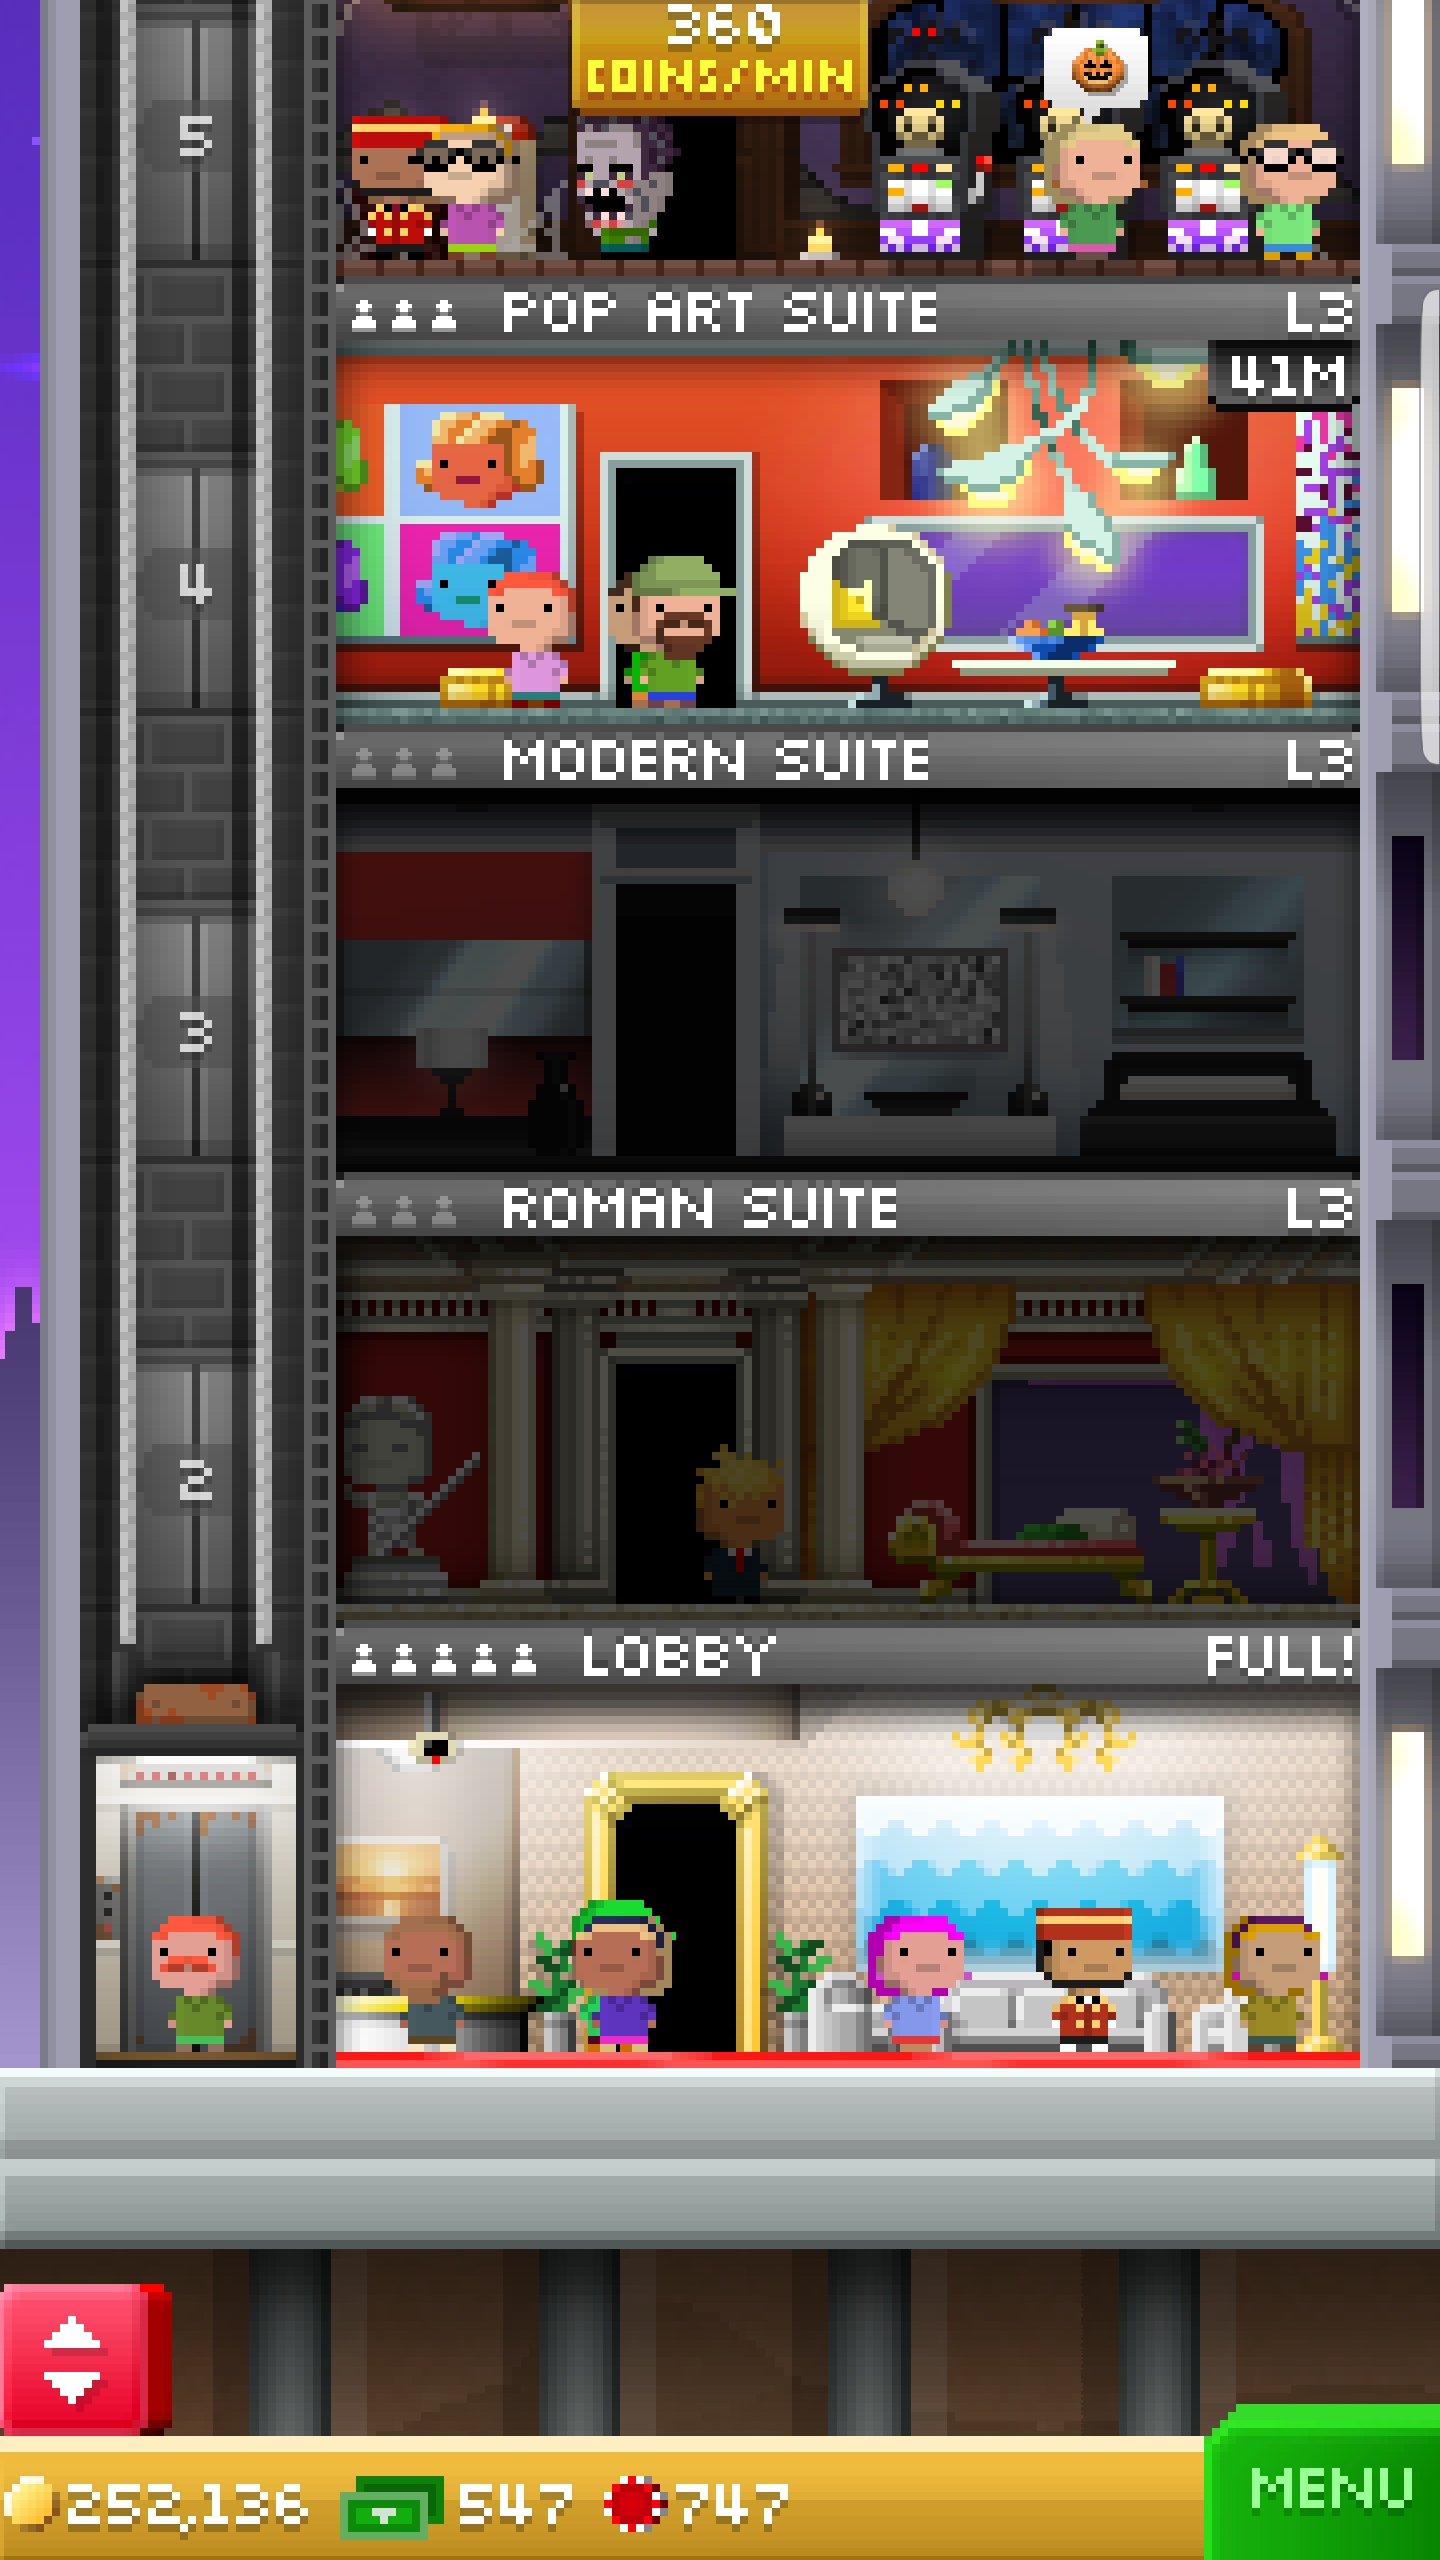 360
COINS/MIN
5
POP ART SUITE L3
41M
4
MODERN SUITE L3
3
ROMAN SUITE L3
2
LOBBY FULL!
252,136 547 747
MENU